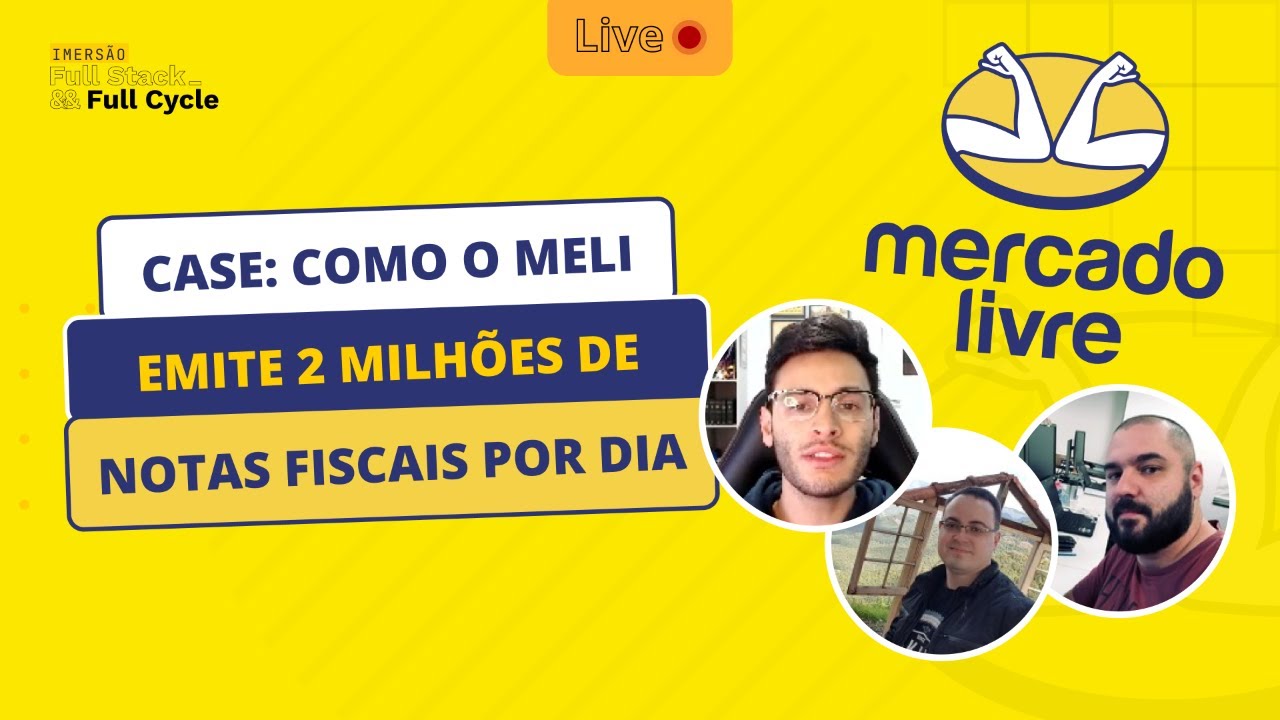 IMERSÃO
Full Stack_
&& Full Cycle
Live
mercado
livre
CASE: COMO O MELI
EMITE 2 MILHÕES DE
NOTAS FISCAIS POR DIA